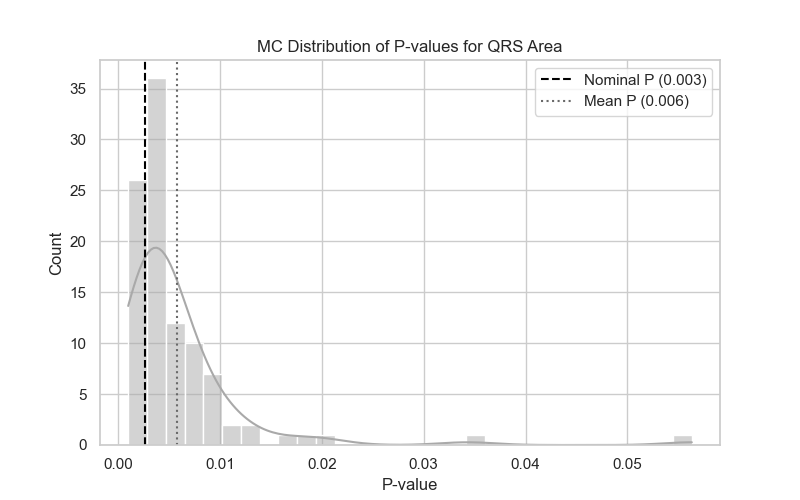 MC Distribution of P-values for QRS Area
Nominal P (0.003)
Mean P (0.006)
Count
35
30
25
20
15
10
5
0
0.00 0.01 0.02 0.03 0.04 0.05
P-value